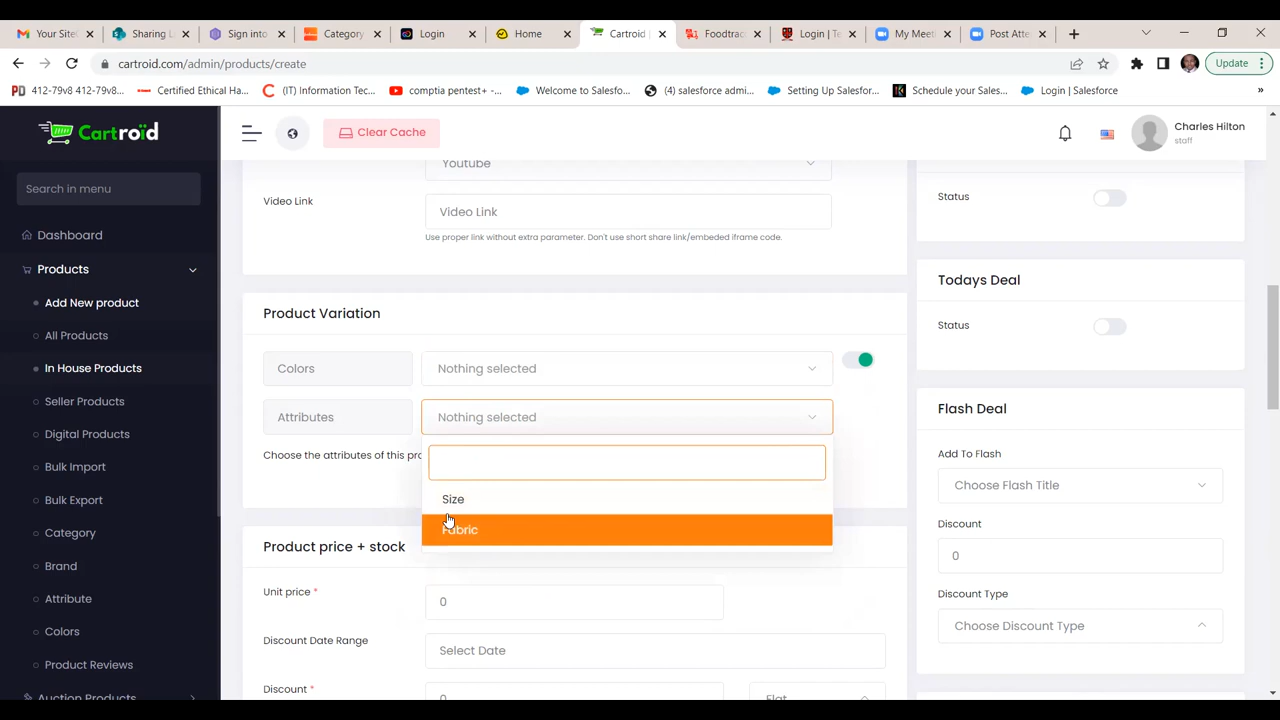 Your Site
Sharing L
Sign into
Category
Login
Home
Cartroid |
Foodtrac
Login | Te
My Meeti
Post Atte
cartroid.com/admin/products/create
Update
PD 412-79v8 412-79v8...
Certified Ethical Ha...
(IT) Information Tec...
comptia pentest+ -...
Welcome to Salesfo...
(4) salesforce admi...
Setting Up Salesforc...
Schedule your Sales...
Login | Salesforce
»
Cartroïd
Clear Cache
Charles Hilton
staff
Search in menu
Dashboard
Products
Add New product
All Products
In House Products
Seller Products
Digital Products
Bulk Import
Bulk Export
Category
Brand
Attribute
Colors
Product Reviews
Auction Products
Youtube
Video Link
Video Link
Use proper link without extra parameter. Don't use short share link/embeded iframe code.
Product Variation
Colors
Nothing selected
Attributes
Nothing selected
Choose the attributes of this pro
Size
Fabric
Product price + stock
Unit price *
0
Discount Date Range
Select Date
Discount *
0
Flat
Status
Todays Deal
Status
Flash Deal
Add To Flash
Choose Flash Title
Discount
0
Discount Type
Choose Discount Type